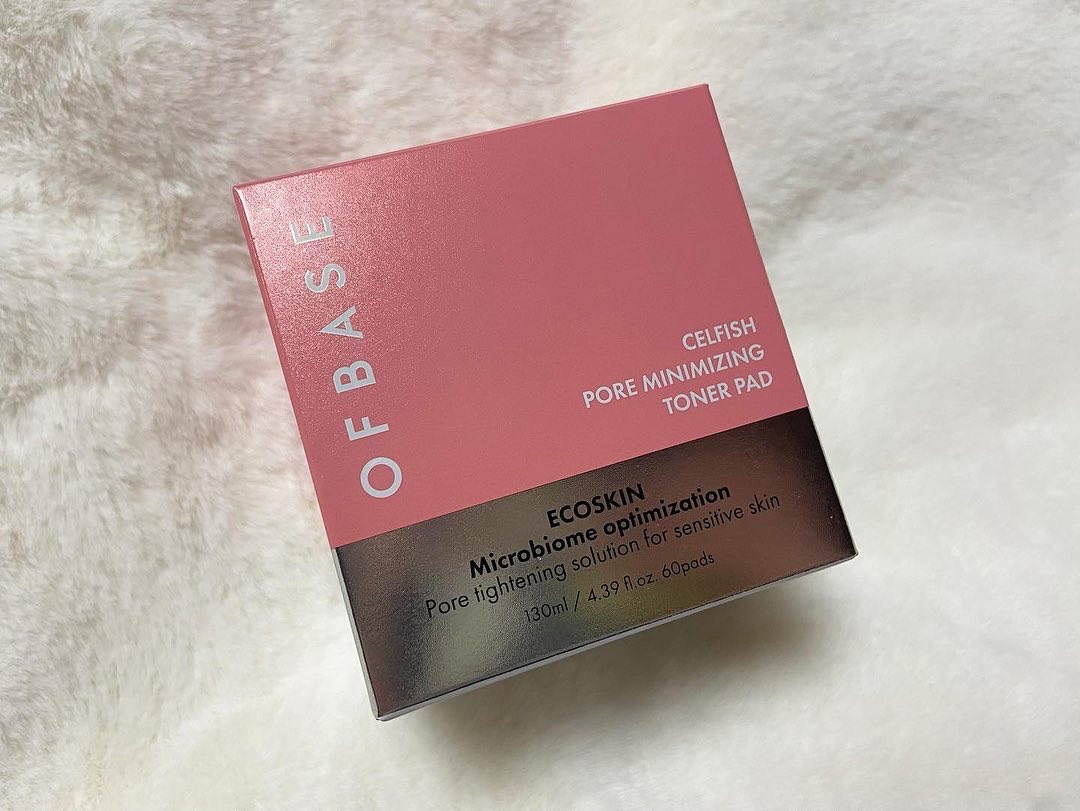 OFBASE
CELFISH
PORE MINIMIZING
TONER PAD
ECOSKIN
Microbiome optimization
Pore tightening solution for sensitive skin
130ml / 4.39 fl.oz. 60pads